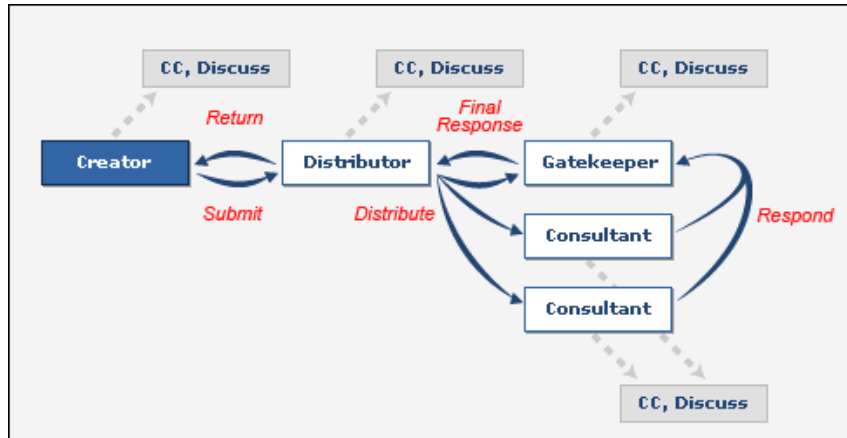 CC, Discuss
CC, Discuss
CC, Discuss
Return
Final
Response
Creator
Distributor
Gatekeeper
Submit
Distribute
Respond
Consultant
Consultant
CC, Discuss